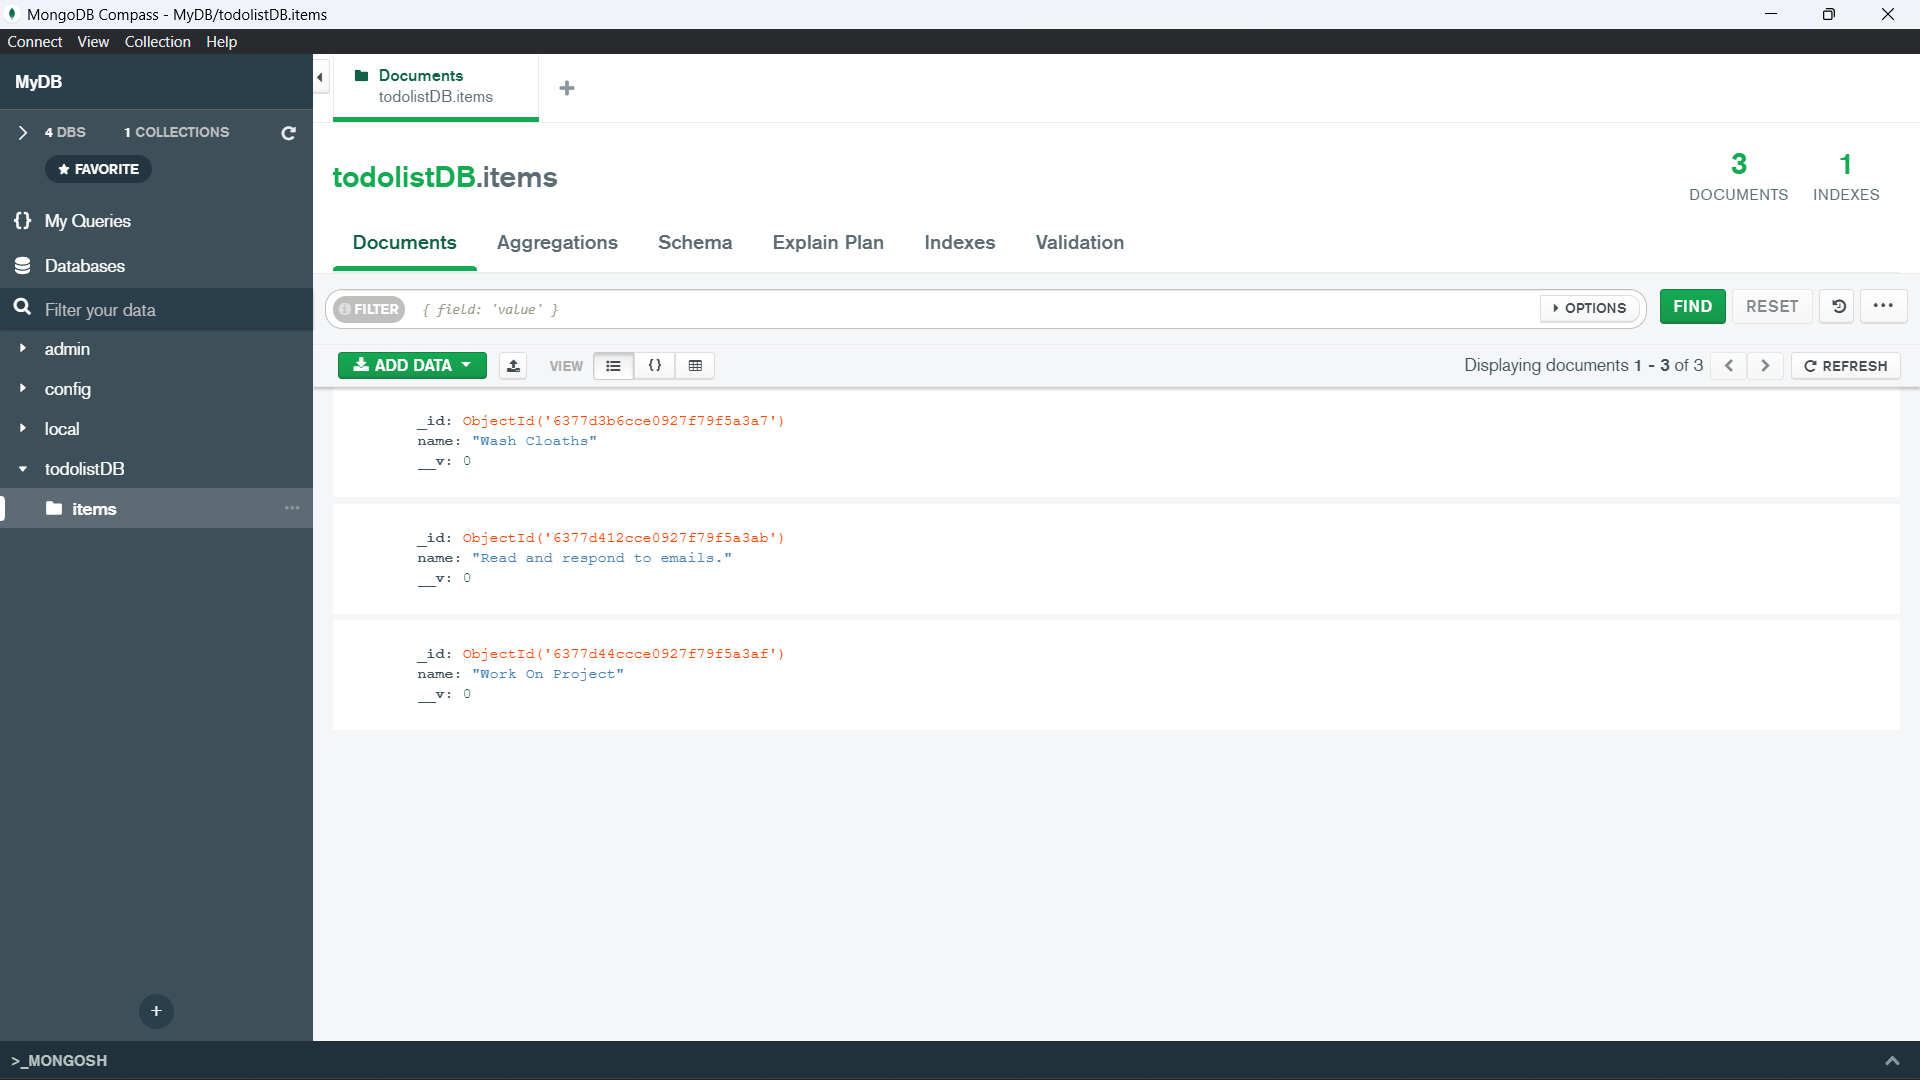 MongoDB Compass - MyDB/todolistDB.items
Connect View Collection Help
MyDB
4 DBS 1 COLLECTIONS
FAVORITE
{} My Queries
Databases
Filter your data
admin
config
local
todolistDB
items
Documents
todolistDB.items
todolistDB.items
3 DOCUMENTS
1 INDEXES
Documents Aggregations Schema Explain Plan Indexes Validation
FILTER { field: 'value' } OPTIONS FIND RESET
ADD DATA VIEW {} Displaying documents 1 - 3 of 3 REFRESH
_id: ObjectId('6377d3b6cce0927f79f5a3a7')
name: "Wash Cloaths"
__v: 0
_id: ObjectId('6377d412cce0927f79f5a3ab')
name: "Read and respond to emails."
__v: 0
_id: ObjectId('6377d44ccce0927f79f5a3af')
name: "Work On Project"
__v: 0
>_MONGOSH